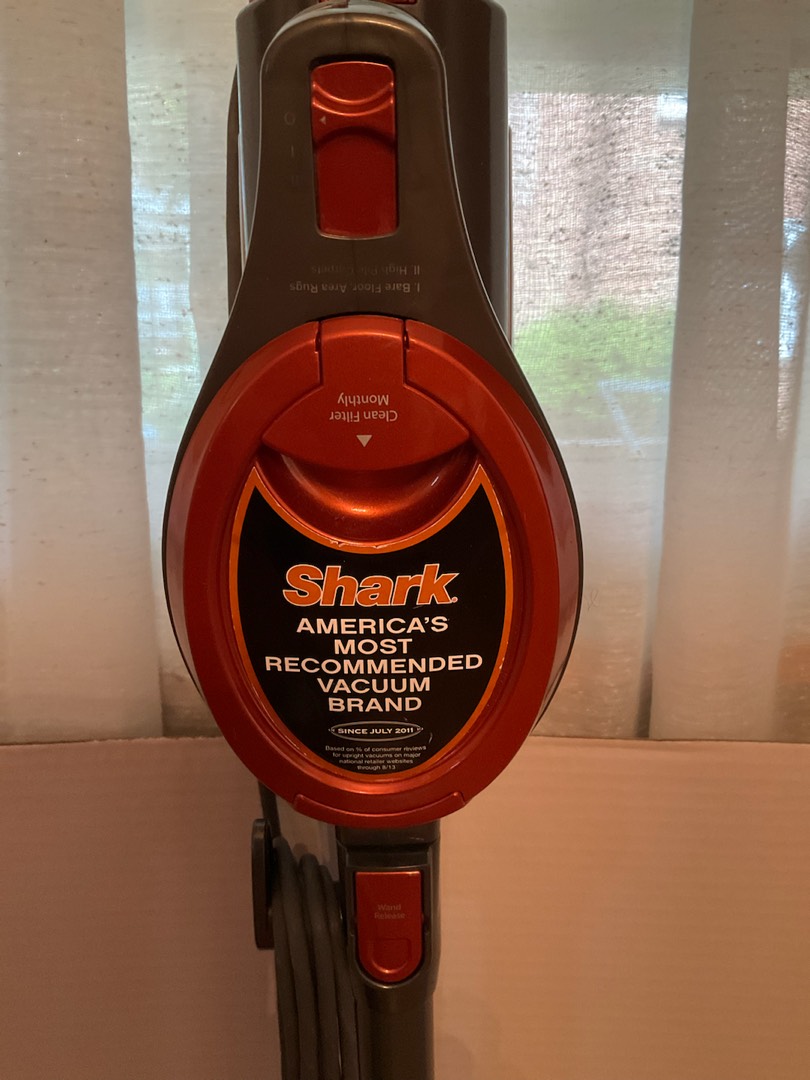 O
I
II
I. Bare Floor, Area Rugs
II. High Pile Carpets
Clean Filter
Monthly
Shark.
AMERICA'S
MOST
RECOMMENDED
VACUUM
BRAND
SINCE JULY 2011
Based on % of consumer reviews
for upright vacuums on major
national retailer websites
through 8/13
Wand
Release